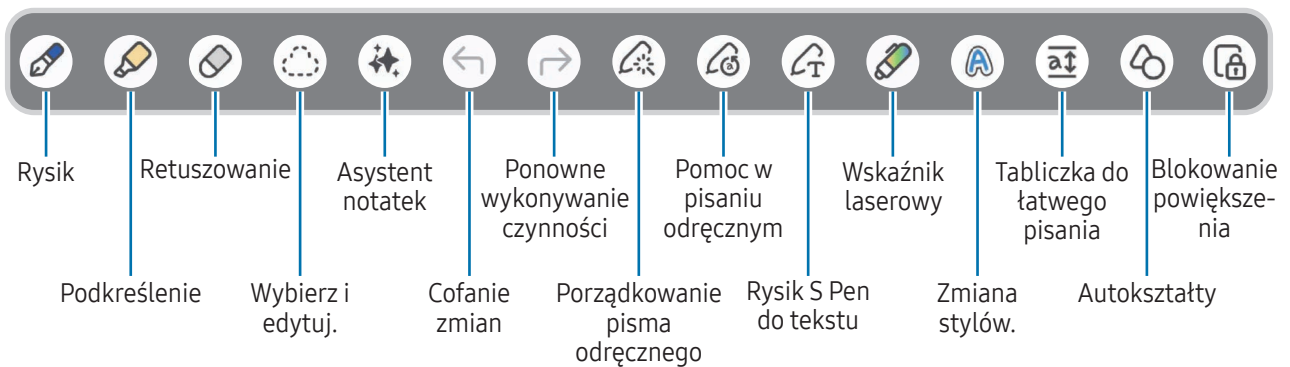 Rysik
Retuszowanie
Asystent
notatek
Ponowne
wykonywanie
czynności
Pomoc w
pisaniu
odręcznym
Wskaźnik
laserowy
Tabliczka do
łatwego
pisania
Blokowanie
powiększe-
nia
Podkreślenie
Wybierz i
edytuj.
Cofanie
zmian
Porządkowanie
pisma
odręcznego
Rysik S Pen
do tekstu
Zmiana
stylów.
Autokształty